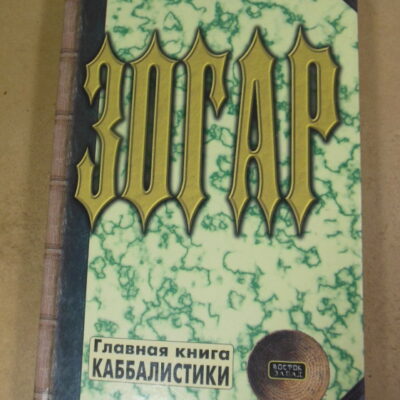 ЗОГАР
Главная книга
КАББАЛИСТИКИ
ВОСТОК
ЗАПАД